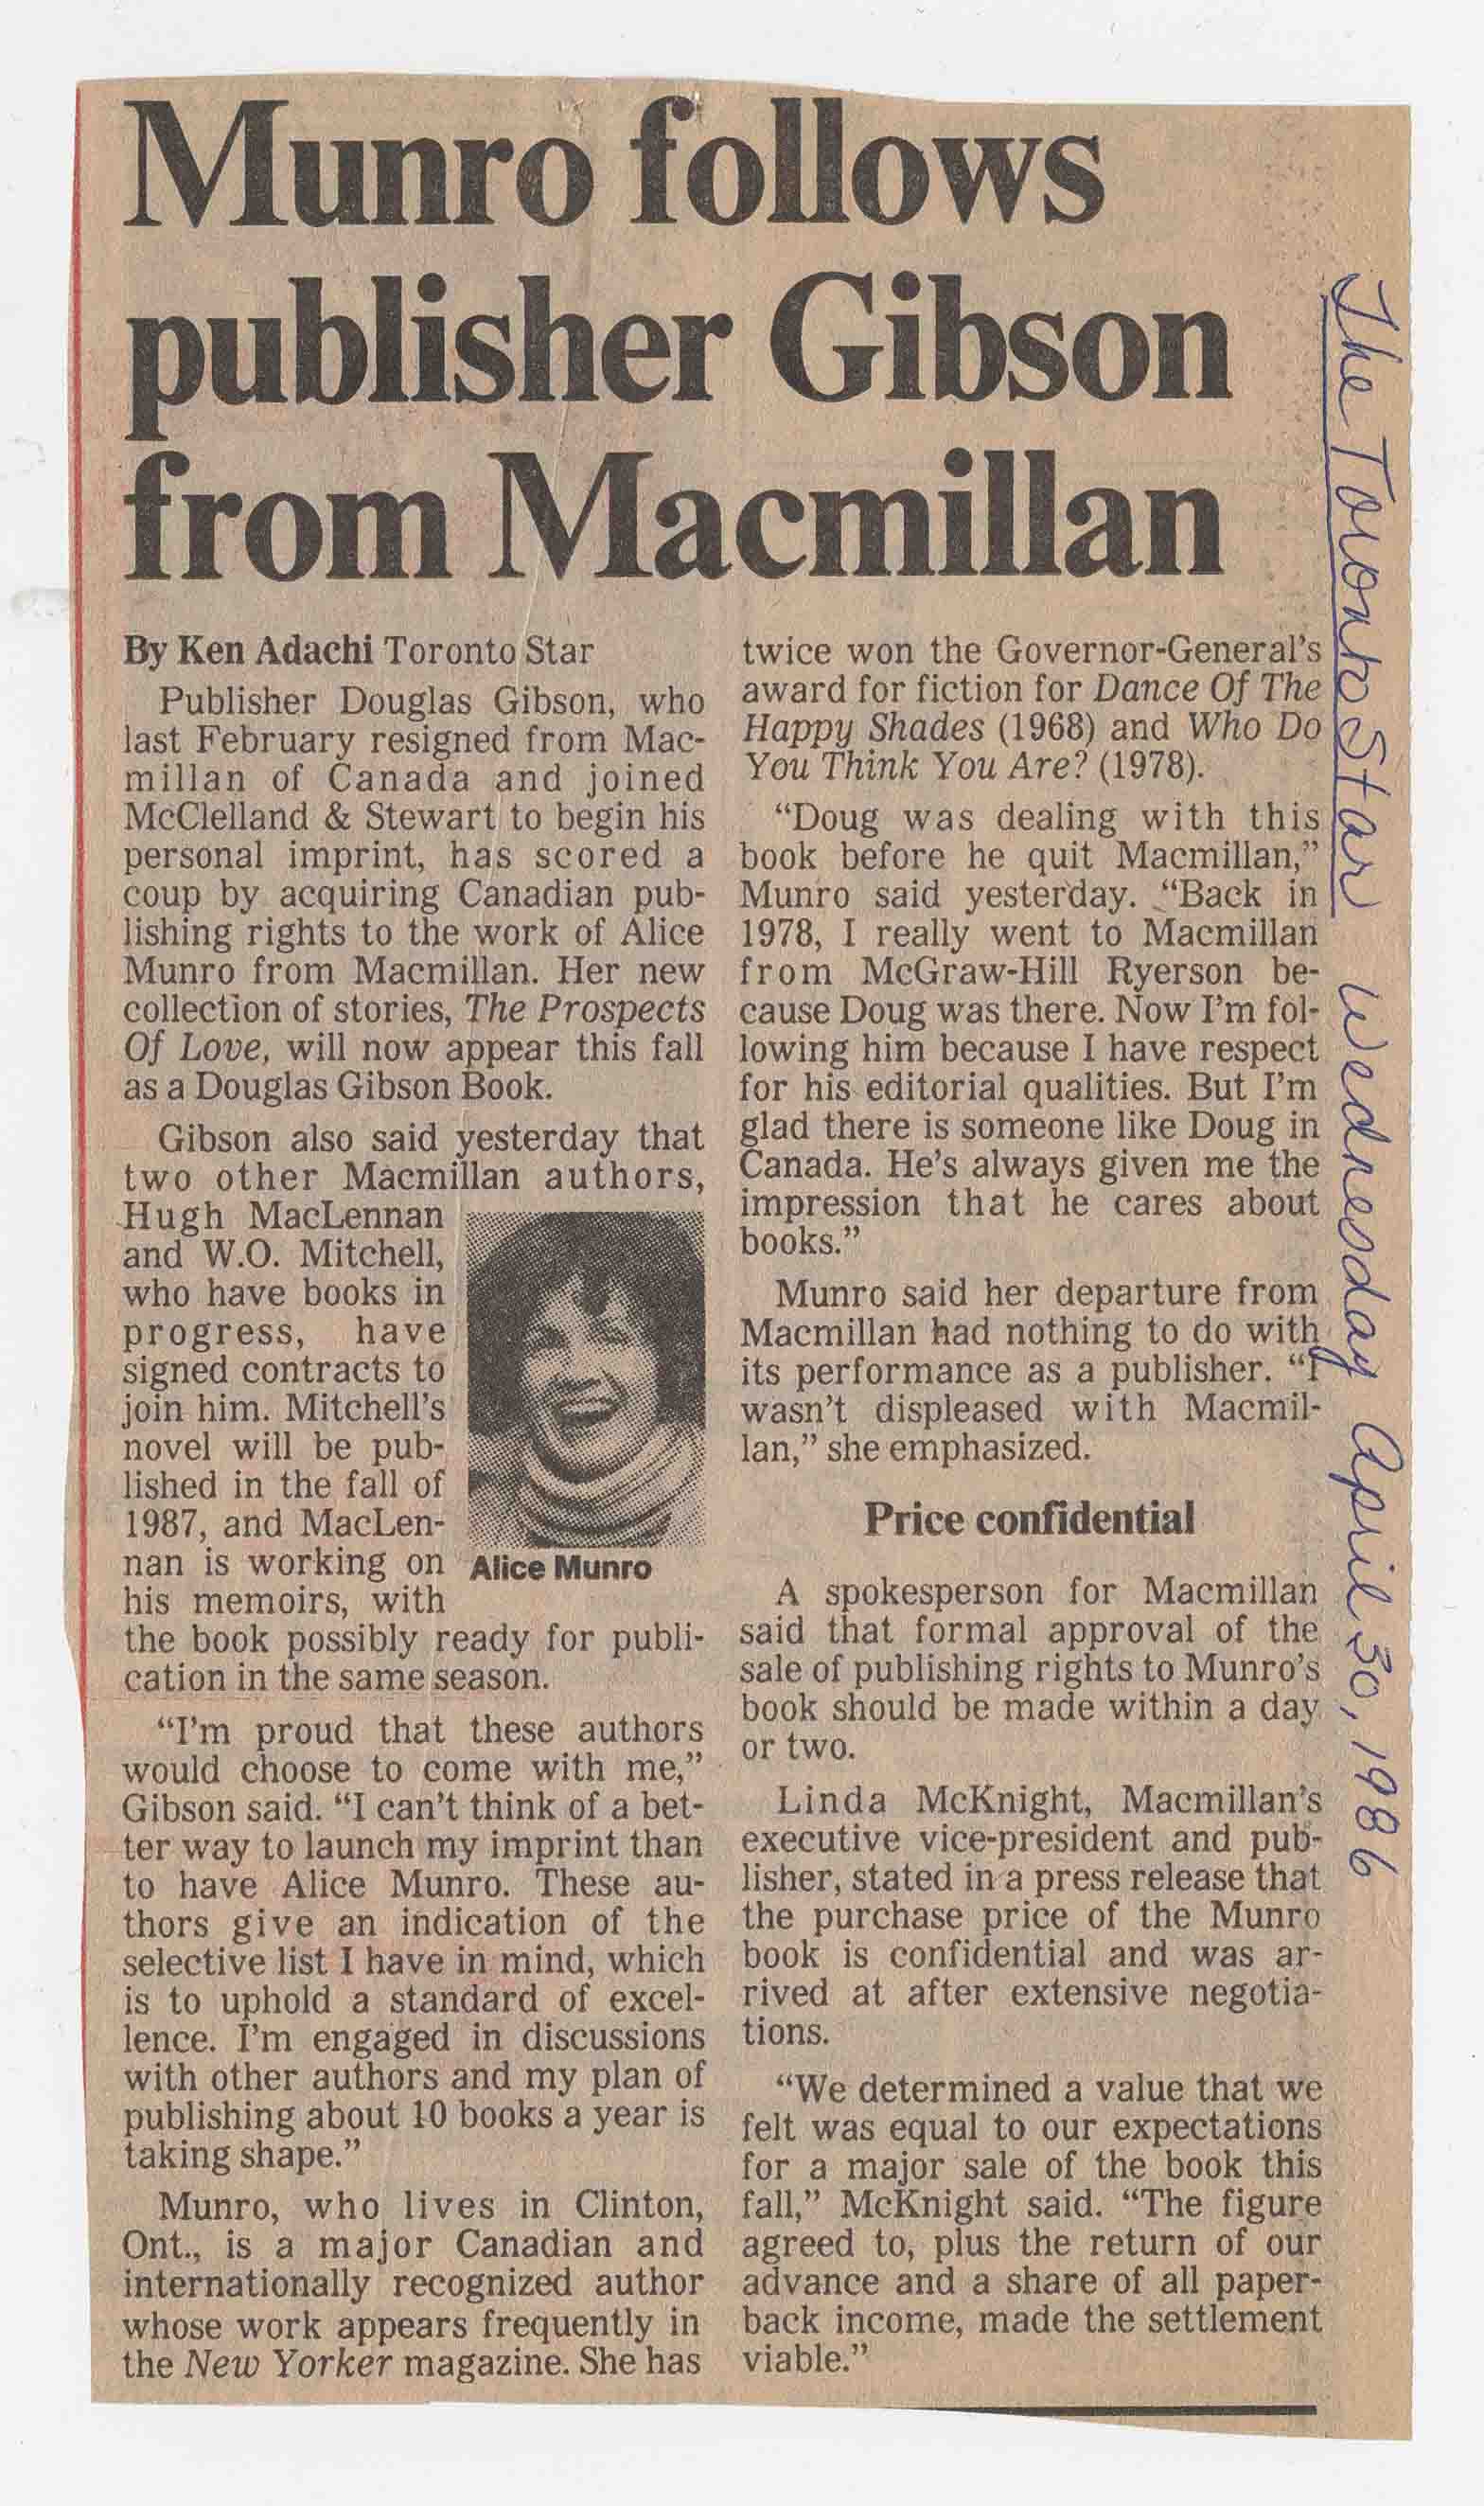 Munro follows
publisher Gibson
from Macmillan
By Ken Adachi Toronto Star
Publisher Douglas Gibson, who
last February resigned from Mac-
millan of Canada and joined
McClelland & Stewart to begin his
personal imprint, has scored a
coup by acquiring Canadian pub-
lishing rights to the work of Alice
Munro from Macmillan. Her new
collection of stories, The Prospects
Of Love, will now appear this fall
as a Douglas Gibson Book.
Gibson also said yesterday that
two other Macmillan authors,
Hugh MacLennan
and W.O. Mitchell,
who have books in
progress, have
signed contracts to
join him. Mitchell's
novel will be pub-
lished in the fall of
1987, and MacLen-
nan is working on
his memoirs, with
the book possibly ready for publi-
cation in the same season.
Alice Munro
"I'm proud that these authors
would choose to come with me,"
Gibson said. "I can't think of a bet-
ter way to launch my imprint than
to have Alice Munro. These au-
thors give an indication of the
selective list I have in mind, which
is to uphold a standard of excel-
lence. I'm engaged in discussions
with other authors and my plan of
publishing about 10 books a year is
taking shape."
Munro, who lives in Clinton,
Ont., is a major Canadian and
internationally recognized author
whose work appears frequently in
the New Yorker magazine. She has
twice won the Governor-General's
award for fiction for Dance Of The
Happy Shades (1968) and Who Do
You Think You Are? (1978).
"Doug was dealing with this
book before he quit Macmillan,"
Munro said yesterday. "Back in
1978, I really went to Macmillan
from McGraw-Hill Ryerson be-
cause Doug was there. Now I'm fol-
lowing him because I have respect
for his editorial qualities. But I'm
glad there is someone like Doug in
Canada. He's always given me the
impression that he cares about
books."
Munro said her departure from
Macmillan had nothing to do with
its performance as a publisher. "I
wasn't displeased with Macmil-
lan," she emphasized.
Price confidential
A spokesperson for Macmillan
said that formal approval of the
sale of publishing rights to Munro's
book should be made within a day
or two.
Linda McKnight, Macmillan's
executive vice-president and pub-
lisher, stated in a press release that
the purchase price of the Munro
book is confidential and was ar-
rived at after extensive negotia-
tions.
"We determined a value that we
felt was equal to our expectations
for a major sale of the book this
fall," McKnight said. "The figure
agreed to, plus the return of our
advance and a share of all paper-
back income, made the settlement
viable."
The Toronto Star Wednesday April 30, 1986